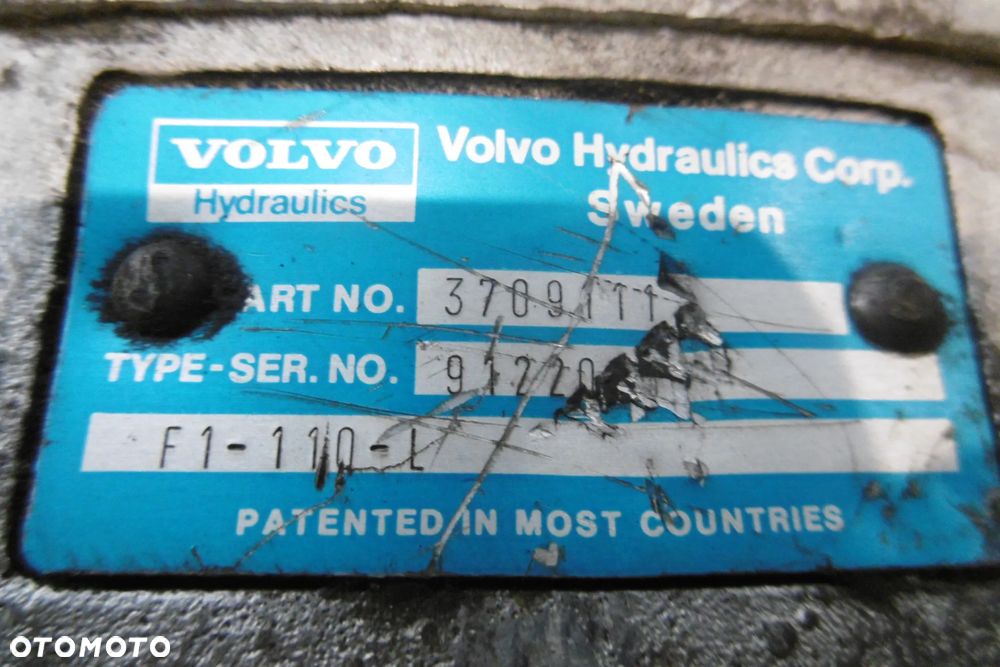 VOLVO
Hydraulics
Volvo Hydraulics Corp.
Sweden
ART NO. 3709111
TYPE-SER. NO. 91220
F1-110-L
PATENTED IN MOST COUNTRIES
OTOMOTO